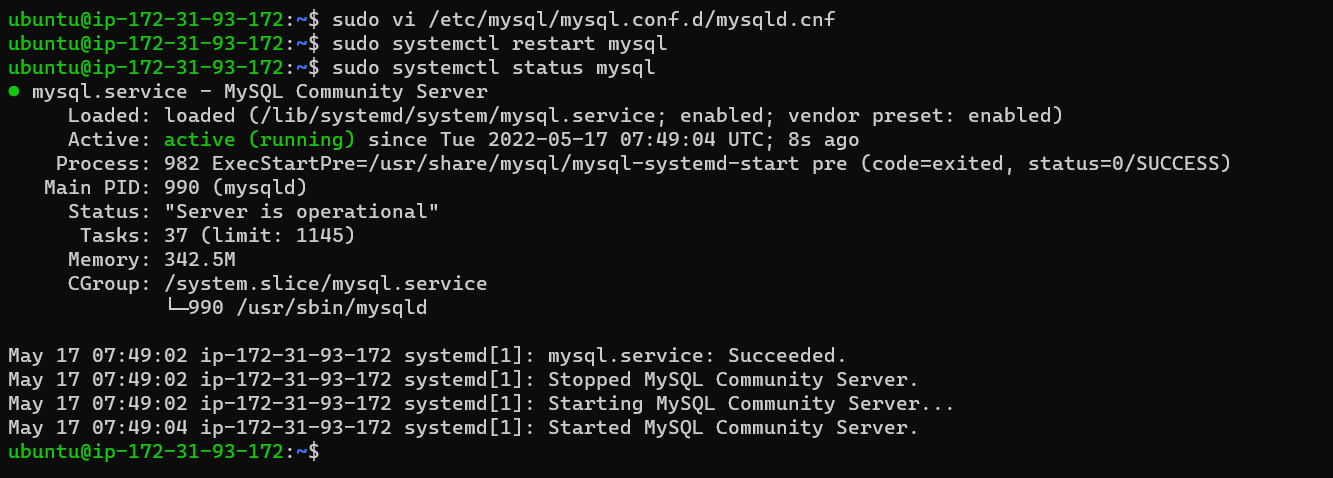 ubuntu@ip-172-31-93-172:~$ sudo vi /etc/mysql/mysql.conf.d/mysqld.cnf
ubuntu@ip-172-31-93-172:~$ sudo systemctl restart mysql
ubuntu@ip-172-31-93-172:~$ sudo systemctl status mysql
● mysql.service - MySQL Community Server
     Loaded: loaded (/lib/systemd/system/mysql.service; enabled; vendor preset: enabled)
     Active: active (running) since Tue 2022-05-17 07:49:04 UTC; 8s ago
    Process: 982 ExecStartPre=/usr/share/mysql/mysql-systemd-start pre (code=exited, status=0/SUCCESS)
   Main PID: 990 (mysqld)
     Status: "Server is operational"
      Tasks: 37 (limit: 1145)
     Memory: 342.5M
     CGroup: /system.slice/mysql.service
             └─990 /usr/sbin/mysqld

May 17 07:49:02 ip-172-31-93-172 systemd[1]: mysql.service: Succeeded.
May 17 07:49:02 ip-172-31-93-172 systemd[1]: Stopped MySQL Community Server.
May 17 07:49:02 ip-172-31-93-172 systemd[1]: Starting MySQL Community Server...
May 17 07:49:04 ip-172-31-93-172 systemd[1]: Started MySQL Community Server.
ubuntu@ip-172-31-93-172:~$